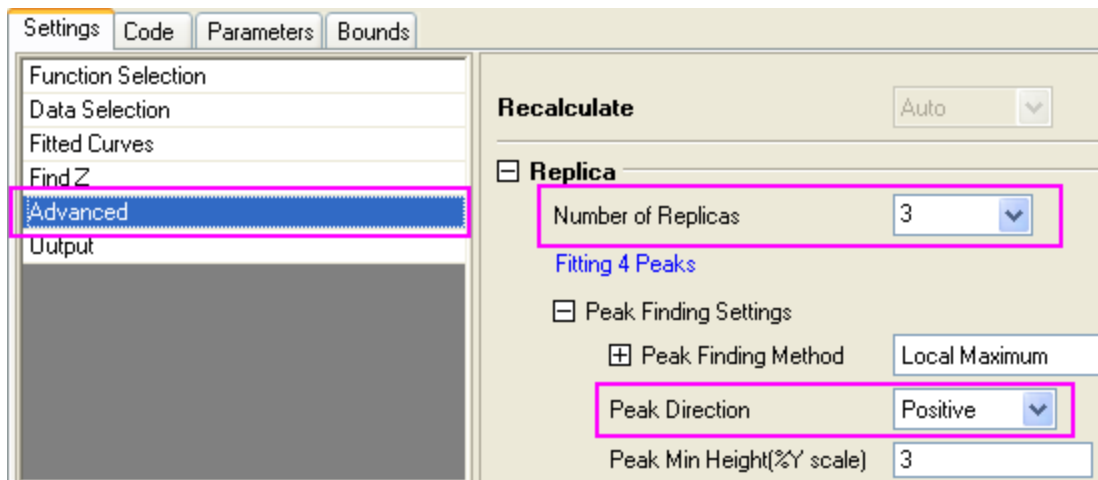 Settings Code Parameters Bounds
Function Selection
Data Selection
Fitted Curves
Find Z
Advanced
Output
Recalculate Auto
Replica
Number of Replicas 3
Fitting 4 Peaks
Peak Finding Settings
Peak Finding Method Local Maximum
Peak Direction Positive
Peak Min Height(%Y scale) 3